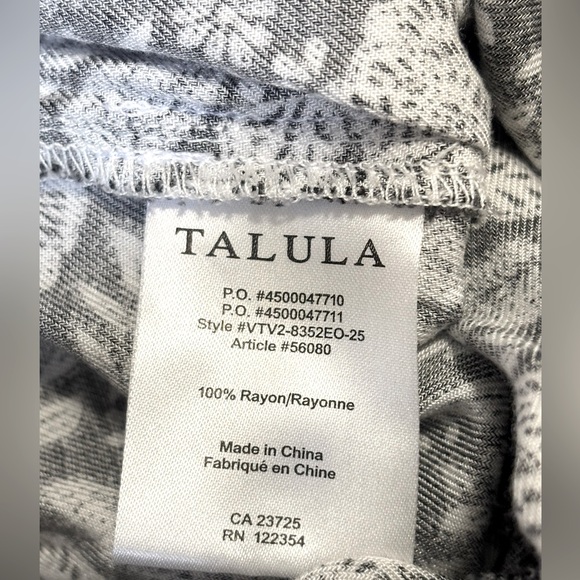 TALULA
P.O. #4500047710
P.O. #4500047711
Style #VTV2-8352EO-25
Article #56080
100% Rayon/Rayonne
Made in China
Fabriqué en Chine
CA 23725
RN 122354